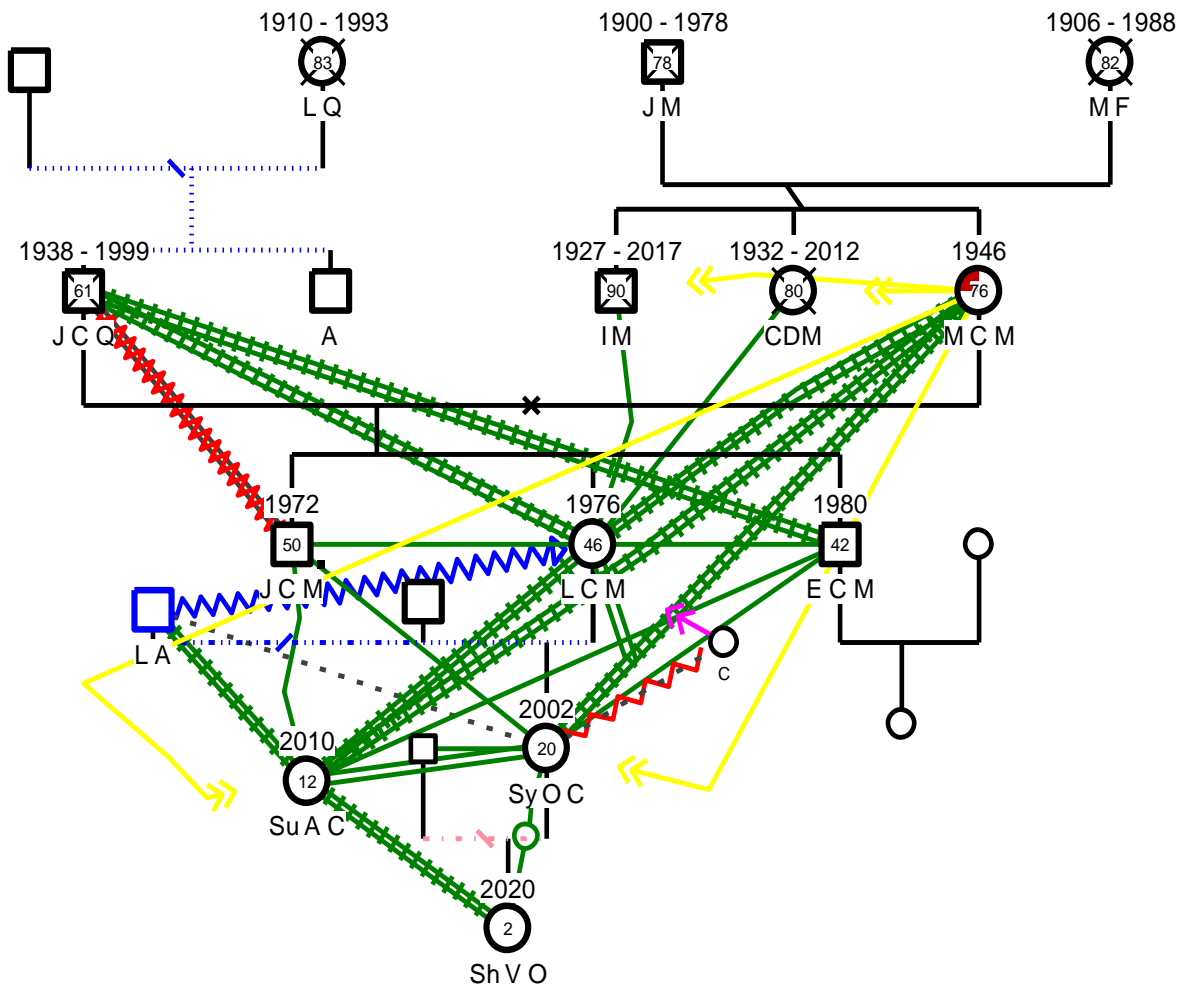 1910 - 1993
1900 - 1978
1906 - 1988
83
78
82
L Q
J M
M F
1938 - 1999
1927 - 2017
1932 - 2012
1946
61
90
80
76
J C Q
A
I M
CDM
M C M
1972
1976
1980
50
46
42
J C M
L C M
E C M
L A
C
2002
2010
20
12
Sy O C
Su A C
2020
2
Sh V O